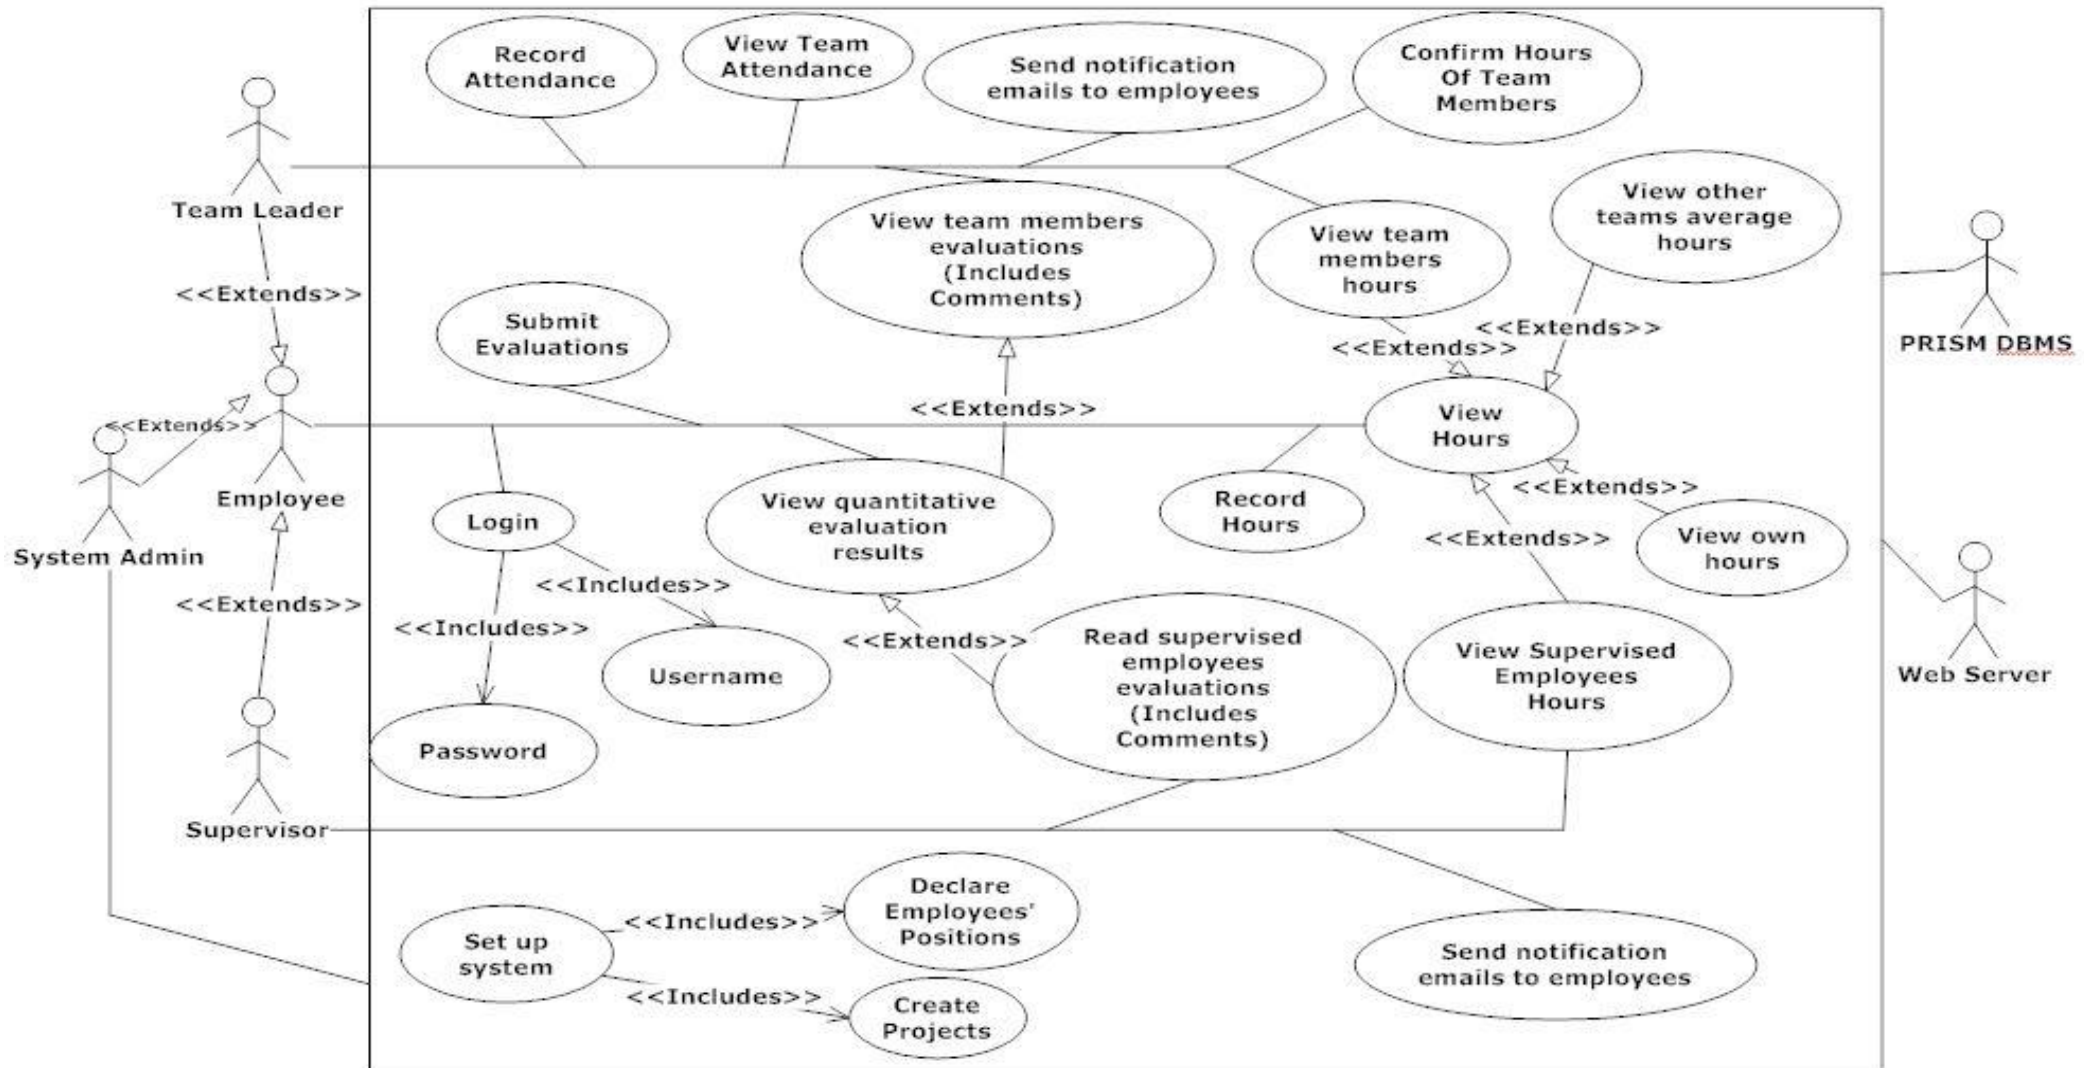 Record
Attendance
View Team
Attendance
Send notification
emails to employees
Confirm Hours
Of Team
Members
Team Leader
View team members
evaluations
(Includes
Comments)
View team
members
hours
View other
teams average
hours
<<Extends>>
Submit
Evaluations
<<Extends>>
<<Extends>>
PRISM DBMS
<<Extends>>
<<Extends>>
View
Hours
Employee
System Admin
Login
View quantitative
evaluation
results
Record
Hours
<<Extends>>
View own
hours
<<Extends>>
<<Includes>>
<<Includes>>
<<Extends>>
Username
Password
<<Extends>>
Read supervised
employees
evaluations
(Includes
Comments)
View Supervised
Employees
Hours
Web Server
Supervisor
Set up
system
<<Includes>>
Declare
Employees'
Positions
<<Includes>>
Create
Projects
Send notification
emails to employees